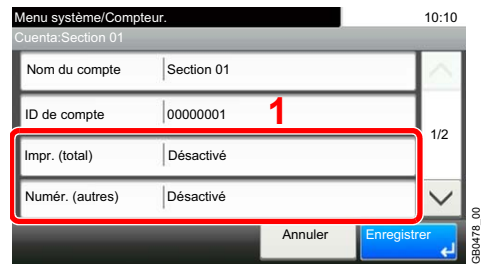 Menu système/Compteur. 10:10
Cuenta:Section 01
Nom du compte Section 01
ID de compte 00000001 1
1/2
Impr. (total) Désactivé
Numér. (autres) Désactivé
Annuler Enregistrer
GB0478_00